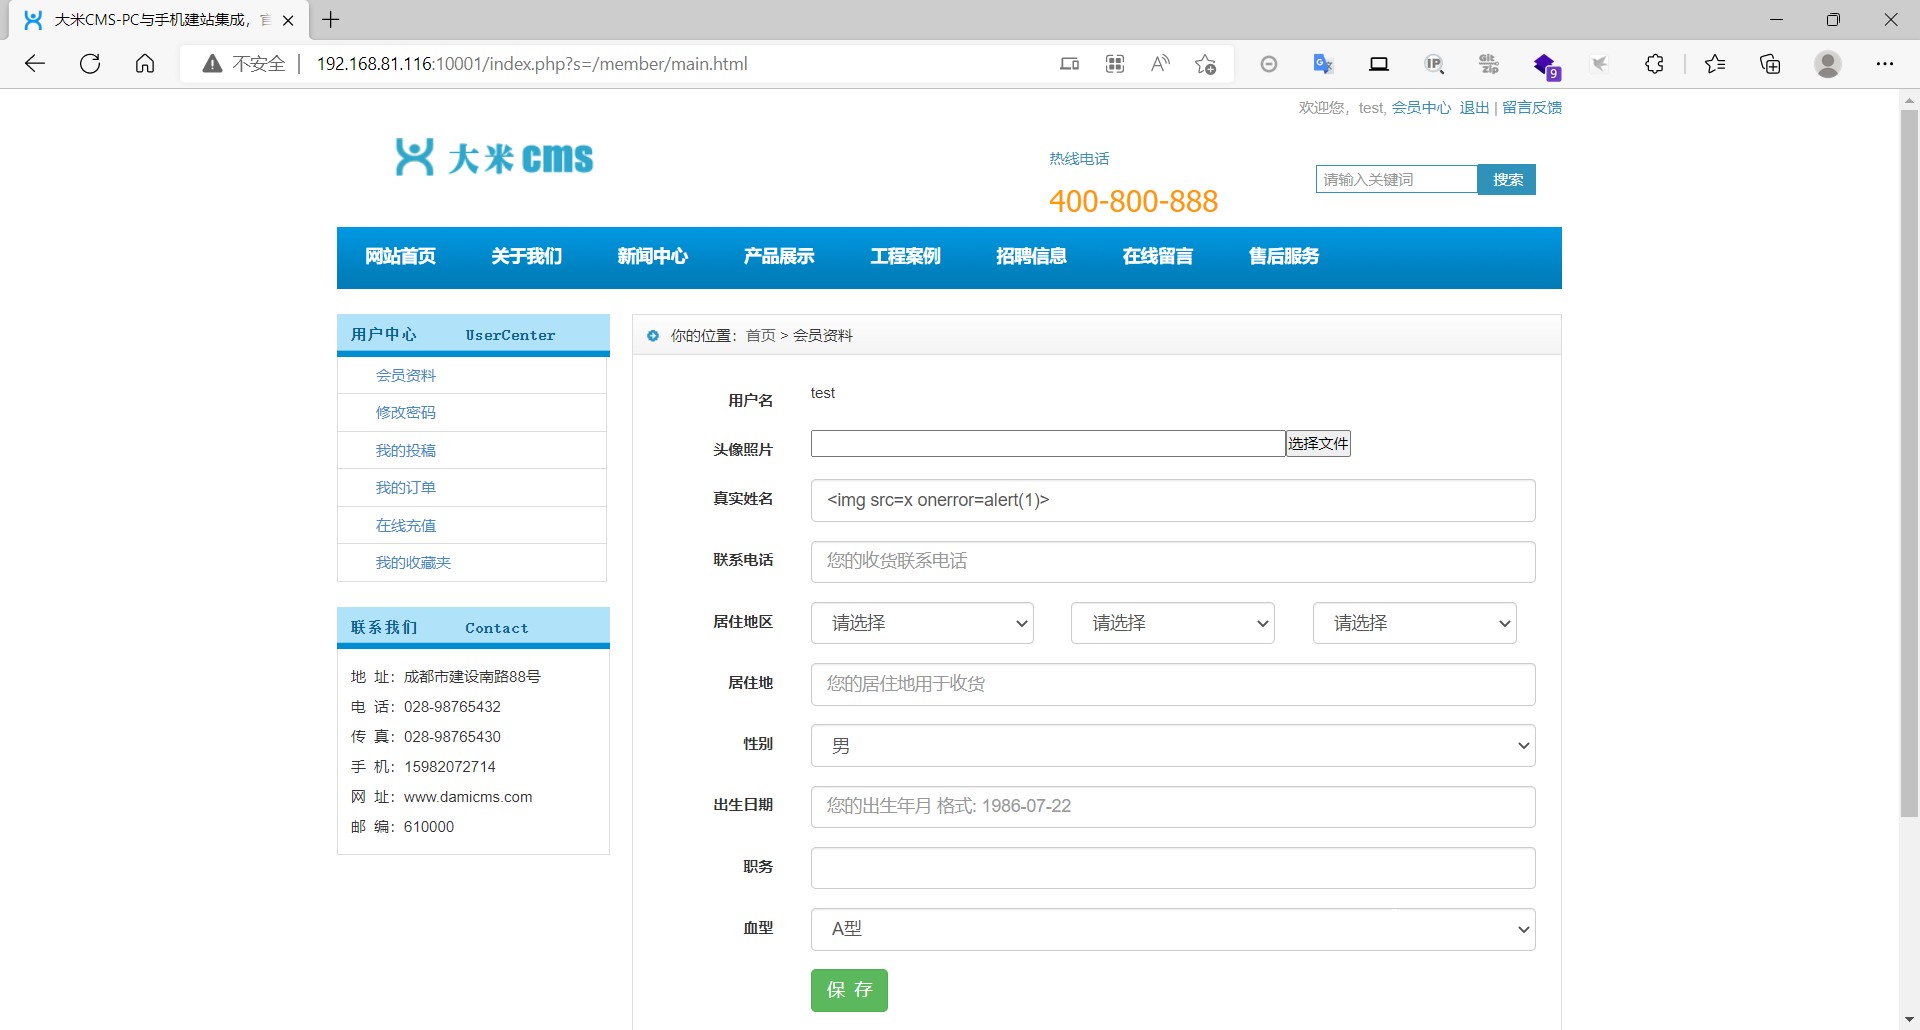 大米CMS-PC与手机建站集成，
不安全 | 192.168.81.116:10001/index.php?s=/member/main.html
9
欢迎您，test, 会员中心 退出 | 留言反馈
大米cms
热线电话
400-800-888
请输入关键词 搜索
网站首页 关于我们 新闻中心 产品展示 工程案例 招聘信息 在线留言 售后服务
用户中心 UserCenter
会员资料
修改密码
我的投稿
我的订单
在线充值
我的收藏夹
联系我们 Contact
地 址：成都市建设南路88号
电 话：028-98765432
传 真：028-98765430
手 机：15982072714
网 址：www.damicms.com
邮 编：610000
你的位置：首页 > 会员资料
用户名 test
头像照片 选择文件
真实姓名 <img src=x onerror=alert(1)>
联系电话 您的收货联系电话
居住地区 请选择 请选择 请选择
居住地 您的居住地用于收货
性别 男
出生日期 您的出生年月 格式: 1986-07-22
职务
血型 A型
保 存